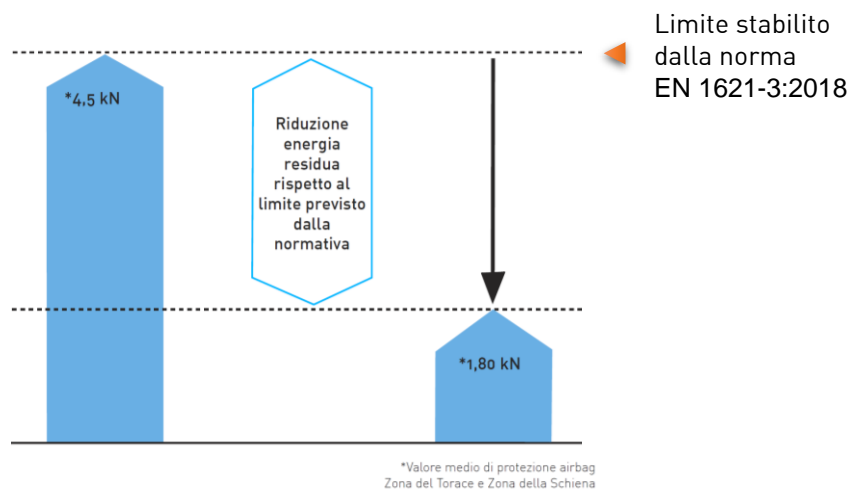 Limite stabilito
dalla norma
EN 1621-3:2018
*4,5 kN
Riduzione
energia
residua
rispetto al
limite previsto
dalla
normativa
*1,80 kN
*Valore medio di protezione airbag
Zona del Torace e Zona della Schiena